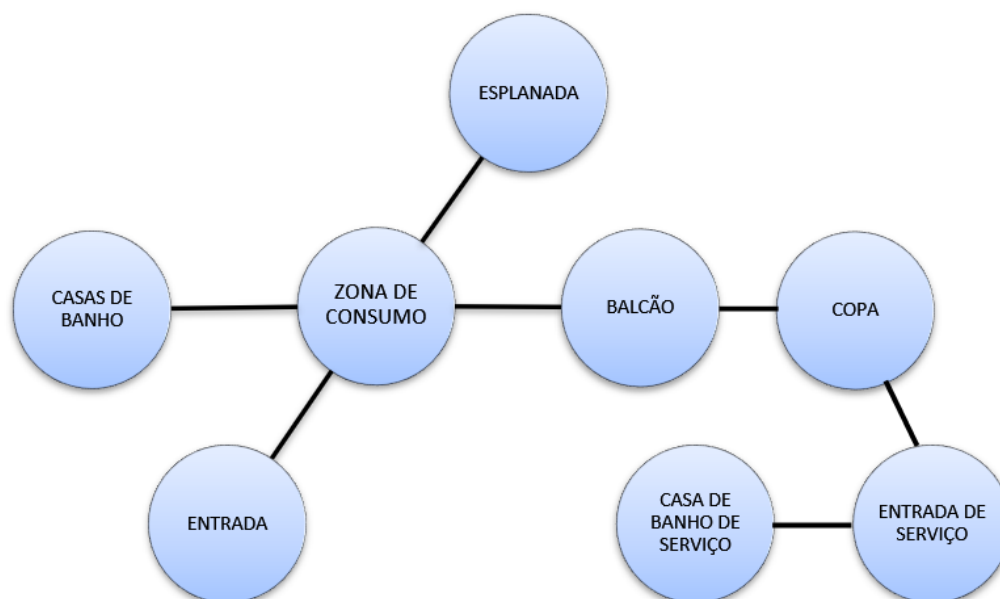 ESPLANADA
CASAS DE
BANHO
ZONA DE
CONSUMO
BALCÃO
COPA
ENTRADA
CASA DE
BANHO DE
SERVIÇO
ENTRADA DE
SERVIÇO